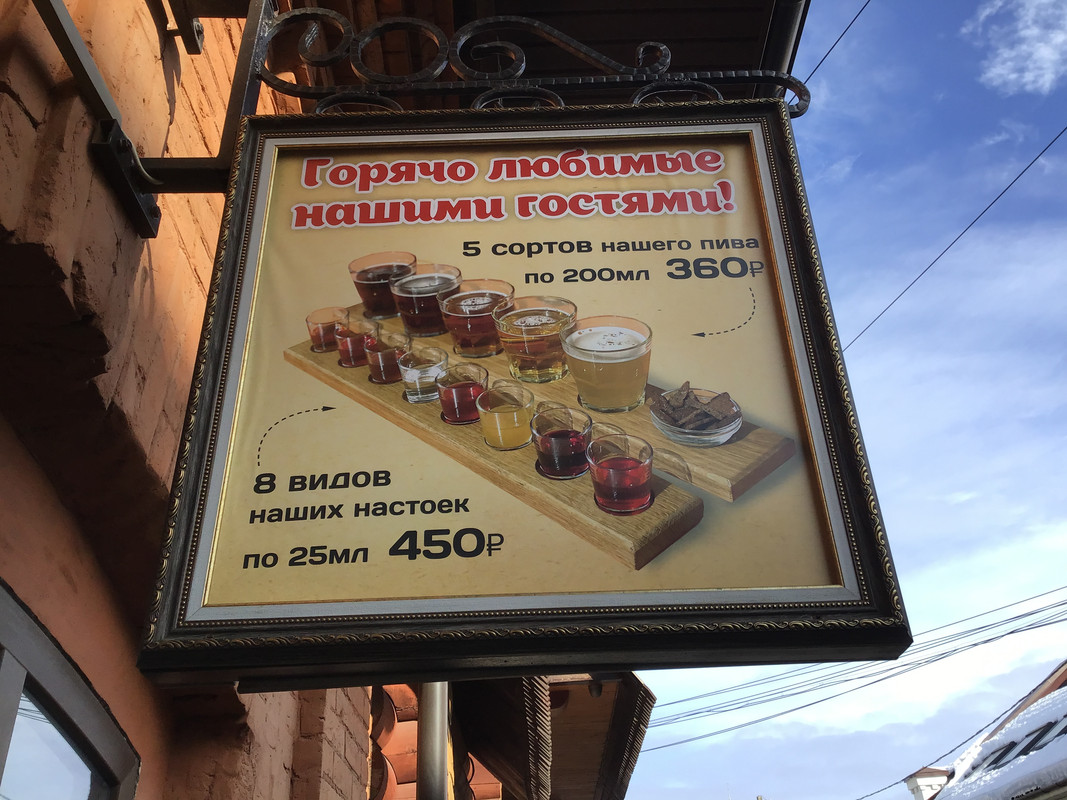 Горячо любимые
нашими гостями!
5 сортов нашего пива
по 200мл 360₽
8 видов
наших настоек
по 25мл 450₽